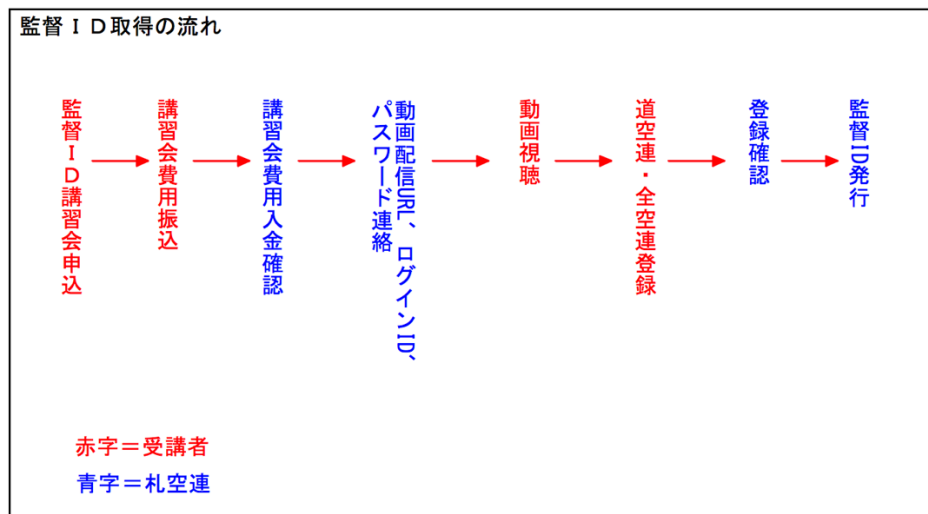 監督ＩＤ取得の流れ
監督ＩＤ講習会申込
講習会費用振込
講習会費用入金確認
動画配信URL、ログインID、
パスワード連絡
動画視聴
道空連・全空連登録
登録確認
監督ID発行
赤字＝受講者
青字＝札空連